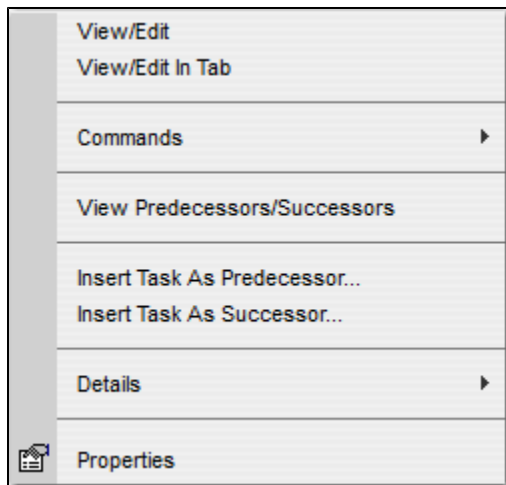 View/Edit
View/Edit In Tab
Commands
View Predecessors/Successors
Insert Task As Predecessor...
Insert Task As Successor...
Details
Properties